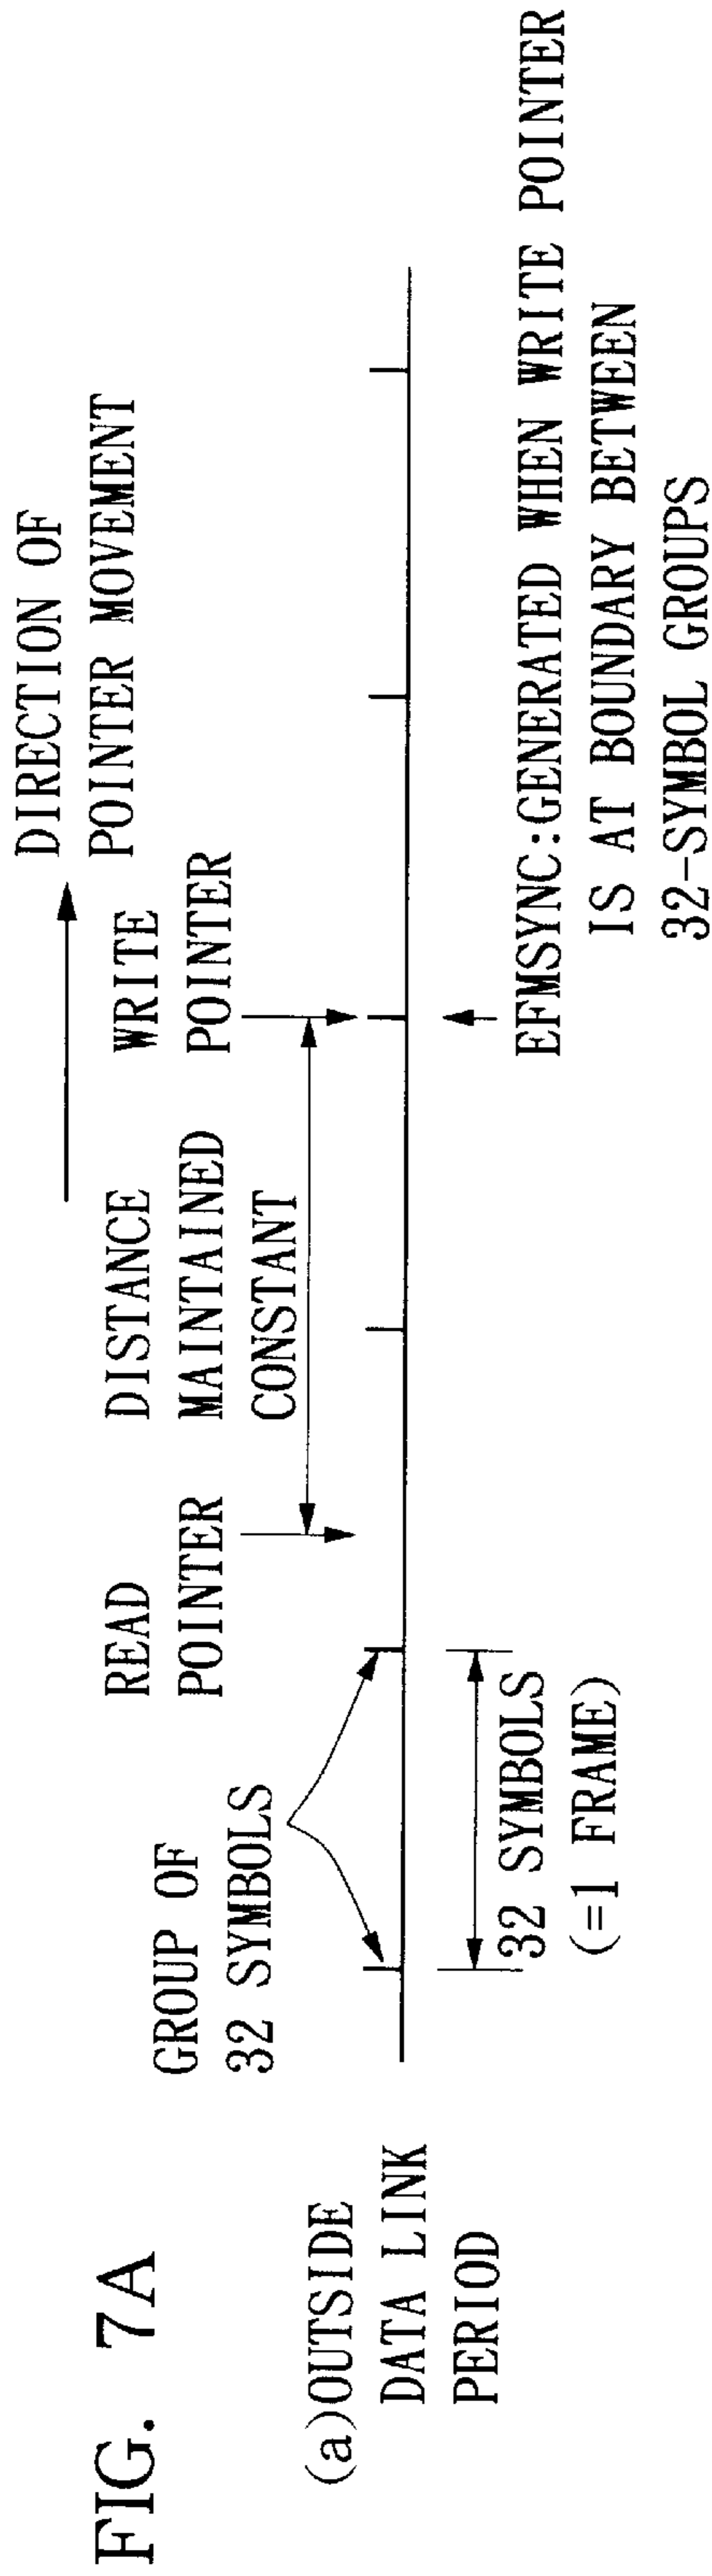 FIG. 7A
(a)OUTSIDE
DATA LINK
PERIOD
GROUP OF
32 SYMBOLS
32 SYMBOLS
(=1 FRAME)
READ
POINTER
DISTANCE
MAINTAINED
CONSTANT
WRITE
POINTER
DIRECTION OF
POINTER MOVEMENT
EFMSYNC:GENERATED WHEN WRITE POINTER
IS AT BOUNDARY BETWEEN
32-SYMBOL GROUPS